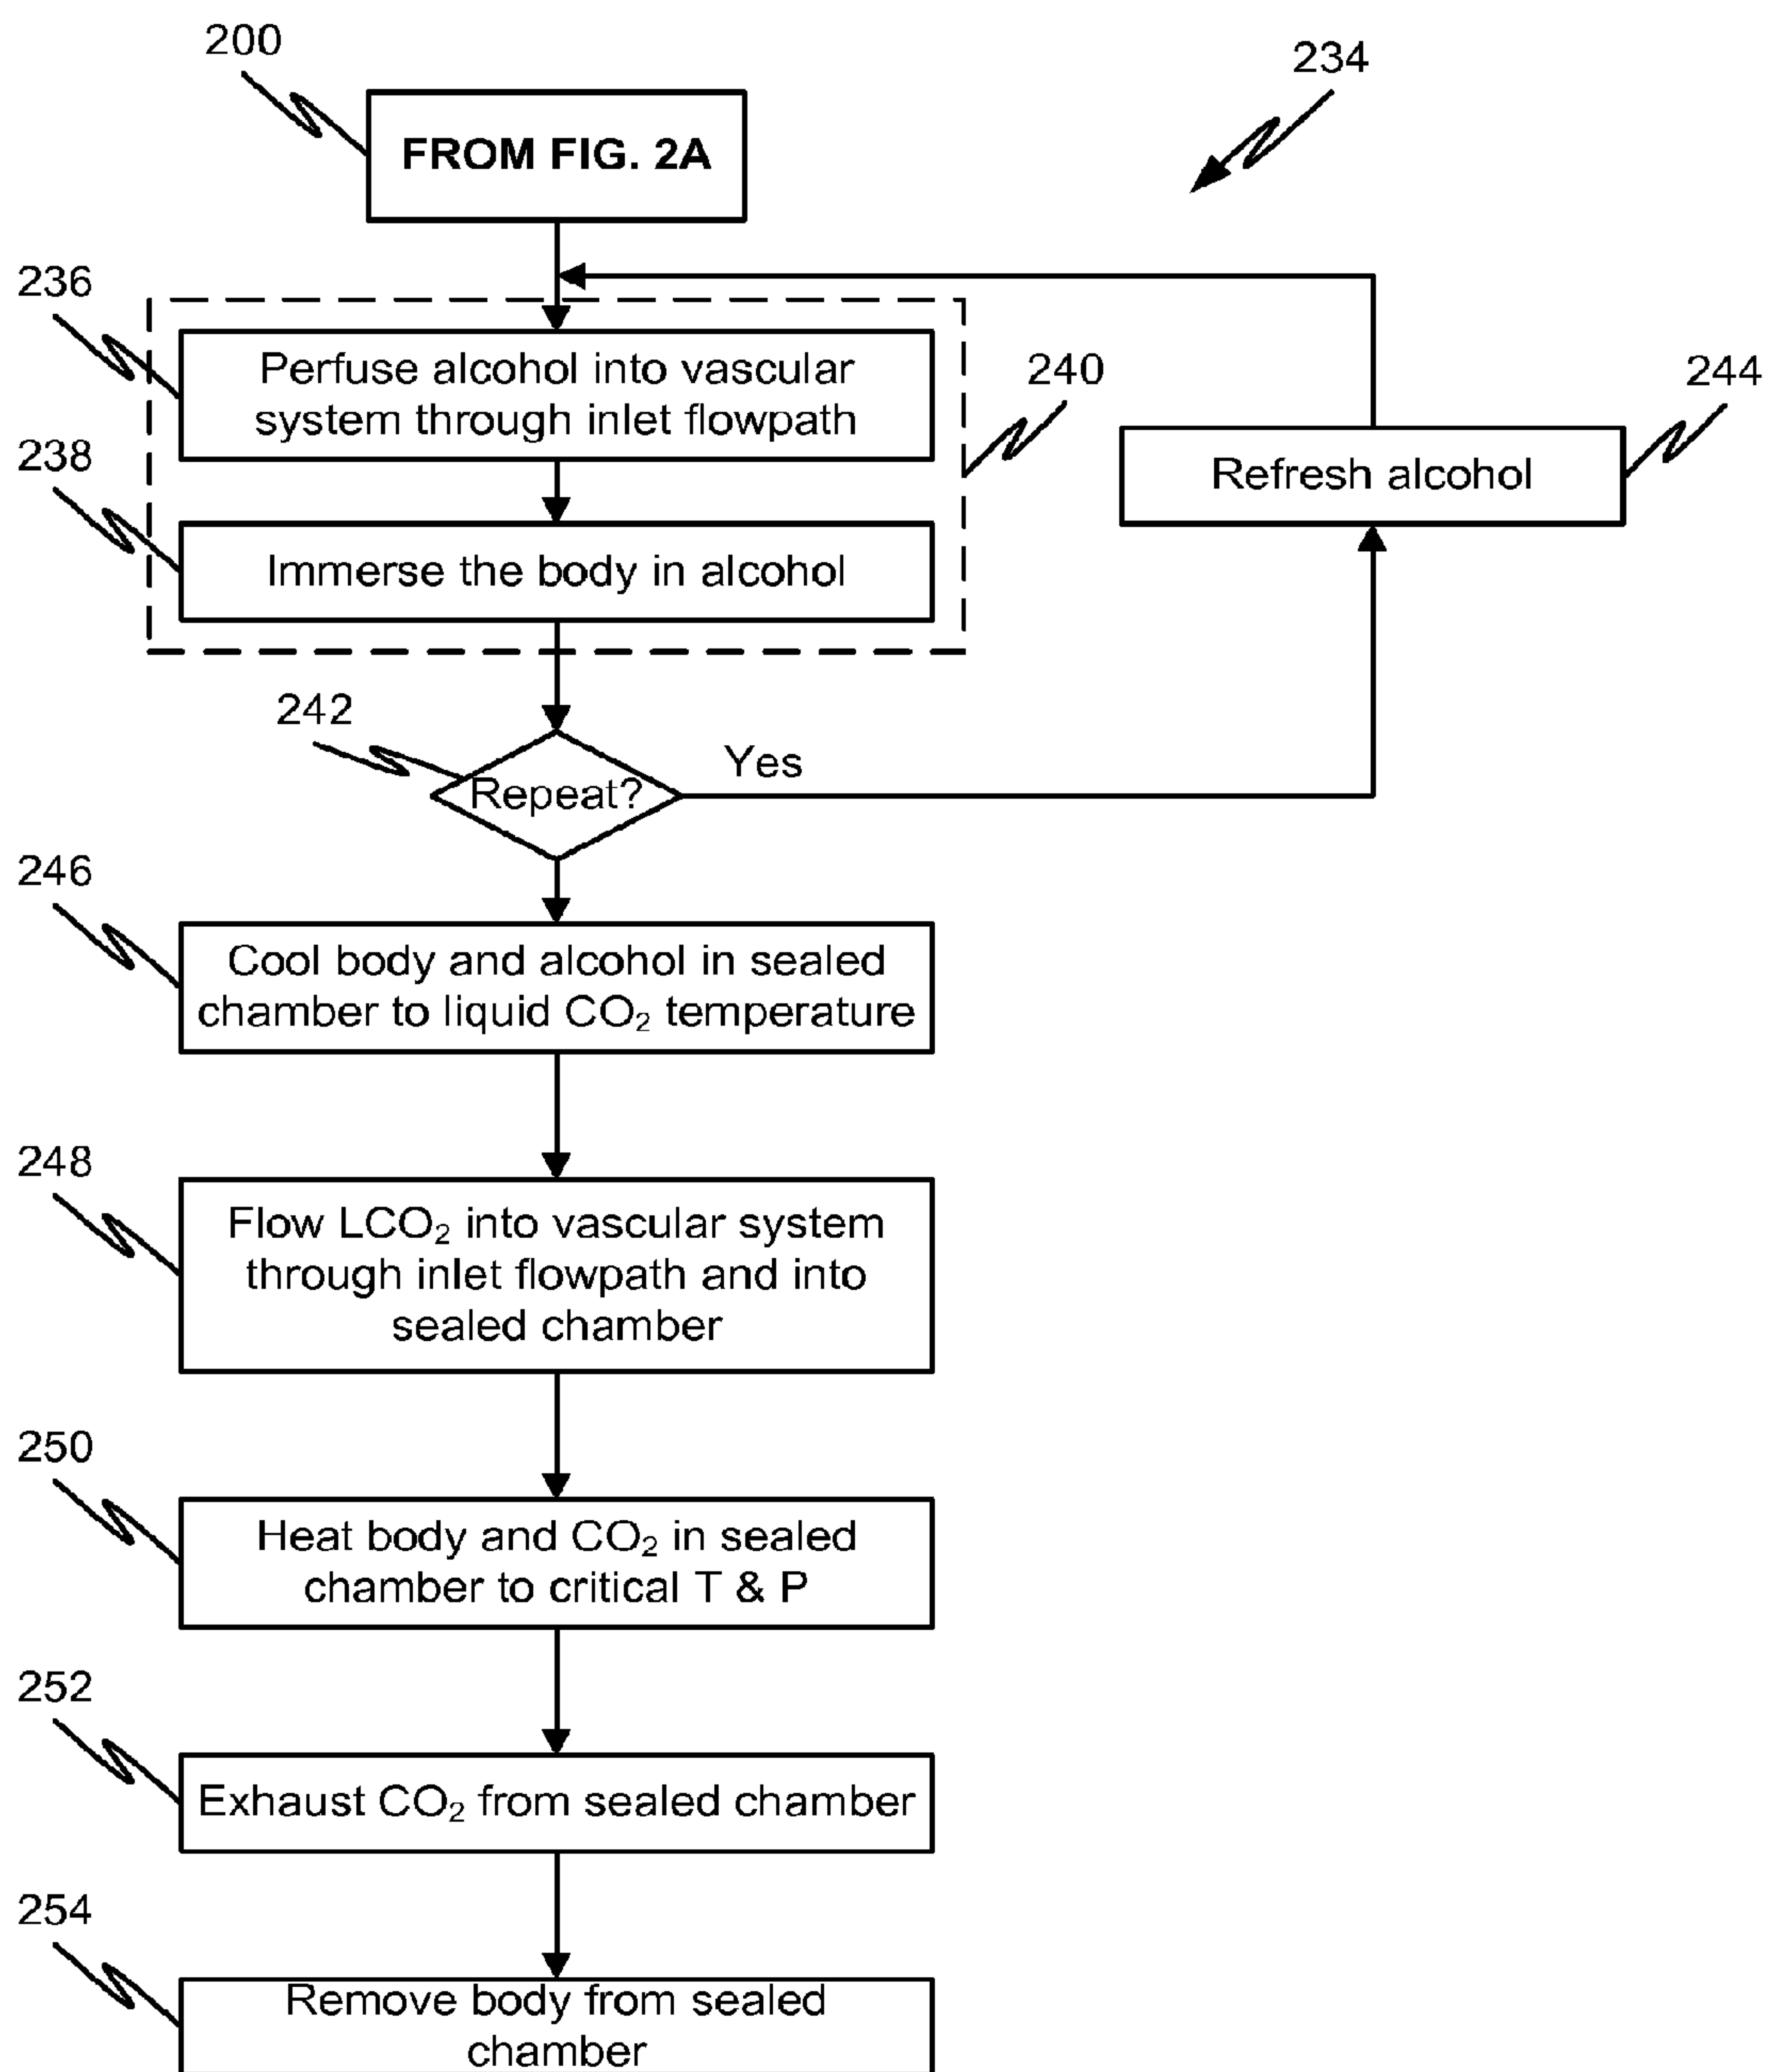 200
234
FROM FIG. 2A
236
Perfuse alcohol into vascular
system through inlet flowpath
240
244
238
Refresh alcohol
Immerse the body in alcohol
242
Yes
Repeat?
246
Cool body and alcohol in sealed
chamber to liquid CO₂ temperature
248
Flow LCO₂ into vascular system
through inlet flowpath and into
sealed chamber
250
Heat body and CO₂ in sealed
chamber to critical T & P
252
Exhaust CO₂ from sealed chamber
254
Remove body from sealed
chamber